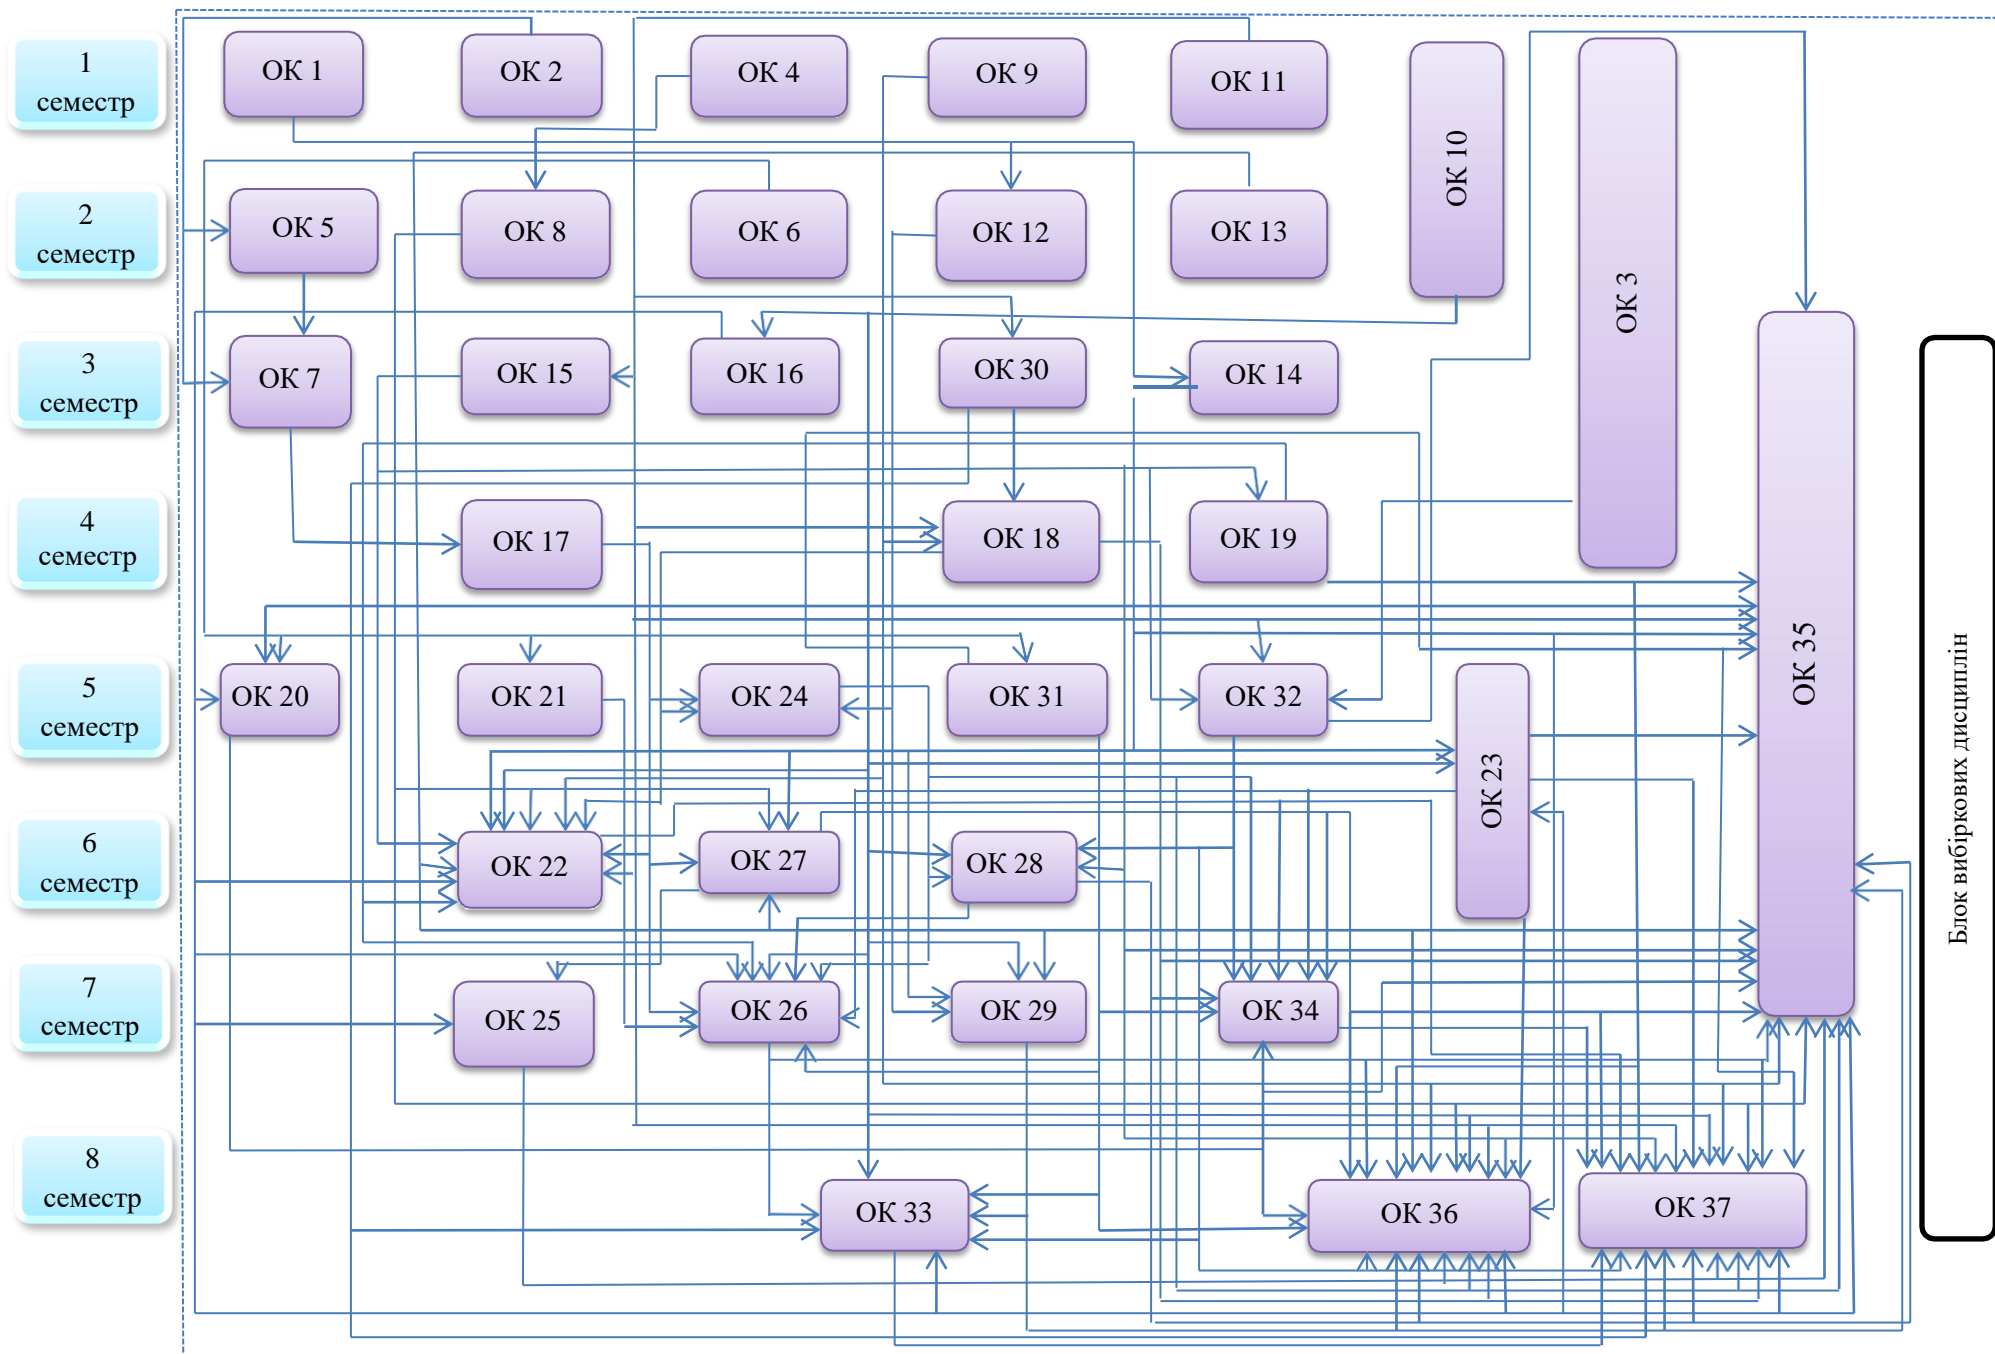 1
семестр
ОК 1
ОК 2
ОК 4
ОК 9
ОК 11
ОК 10
ОК 3
2
семестр
ОК 5
ОК 8
ОК 6
ОК 12
ОК 13
3
семестр
ОК 7
ОК 15
ОК 16
ОК 30
ОК 14
4
семестр
ОК 17
ОК 18
ОК 19
ОК 35
Блок вибіркових дисциплін
5
семестр
ОК 20
ОК 21
ОК 24
ОК 31
ОК 32
ОК 23
6
семестр
ОК 22
ОК 27
ОК 28
7
семестр
ОК 25
ОК 26
ОК 29
ОК 34
8
семестр
ОК 33
ОК 36
ОК 37